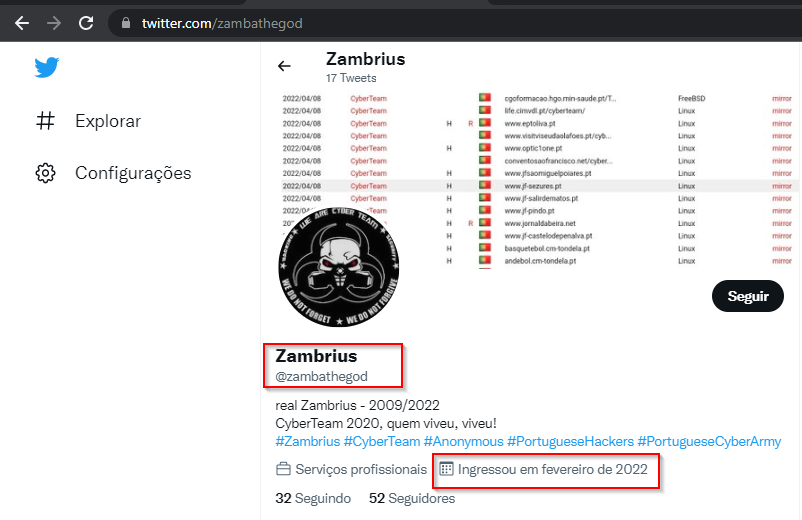 twitter.com/zambathegod
Zambrius
17 Tweets
Explorar
Configurações
2022/04/08 CyberTeam cgoformacao.hgo.min-saude.pt/T... FreeBSD mirror
2022/04/08 CyberTeam life.cimvdl.pt/cyberteam/ Linux mirror
2022/04/08 CyberTeam H R www.eptoliva.pt Linux mirror
2022/04/08 CyberTeam www.visitviseudaolafoes.pt/cyb... Linux mirror
2022/04/08 CyberTeam H www.optic1one.pt Linux mirror
2022/04/08 CyberTeam conventosaofrancisco.net/cyber... Linux mirror
2022/04/08 CyberTeam H www.jfsaomiguelpoiares.pt Linux mirror
2022/04/08 CyberTeam H www.jf-sezures.pt Linux mirror
2022/04/08 CyberTeam H www.jf-salirdematos.pt Linux mirror
H www.jf-pindo.pt Linux mirror
H R www.jornaldabeira.net Linux mirror
H www.jf-castelodepenalva.pt Linux mirror
H basquetebol.cm-tondela.pt Linux mirror
H andebol.cm-tondela.pt Linux mirror
WE ARE CYBER TEAM
HACKING
SECURITY
WE DO NOT FORGET ★ WE DO NOT FORGIVE
Seguir
Zambrius
@zambathegod
real Zambrius - 2009/2022
CyberTeam 2020, quem viveu, viveu!
#Zambrius #CyberTeam #Anonymous #PortugueseHackers #PortugueseCyberArmy
Serviços profissionais Ingressou em fevereiro de 2022
32 Seguindo 52 Seguidores